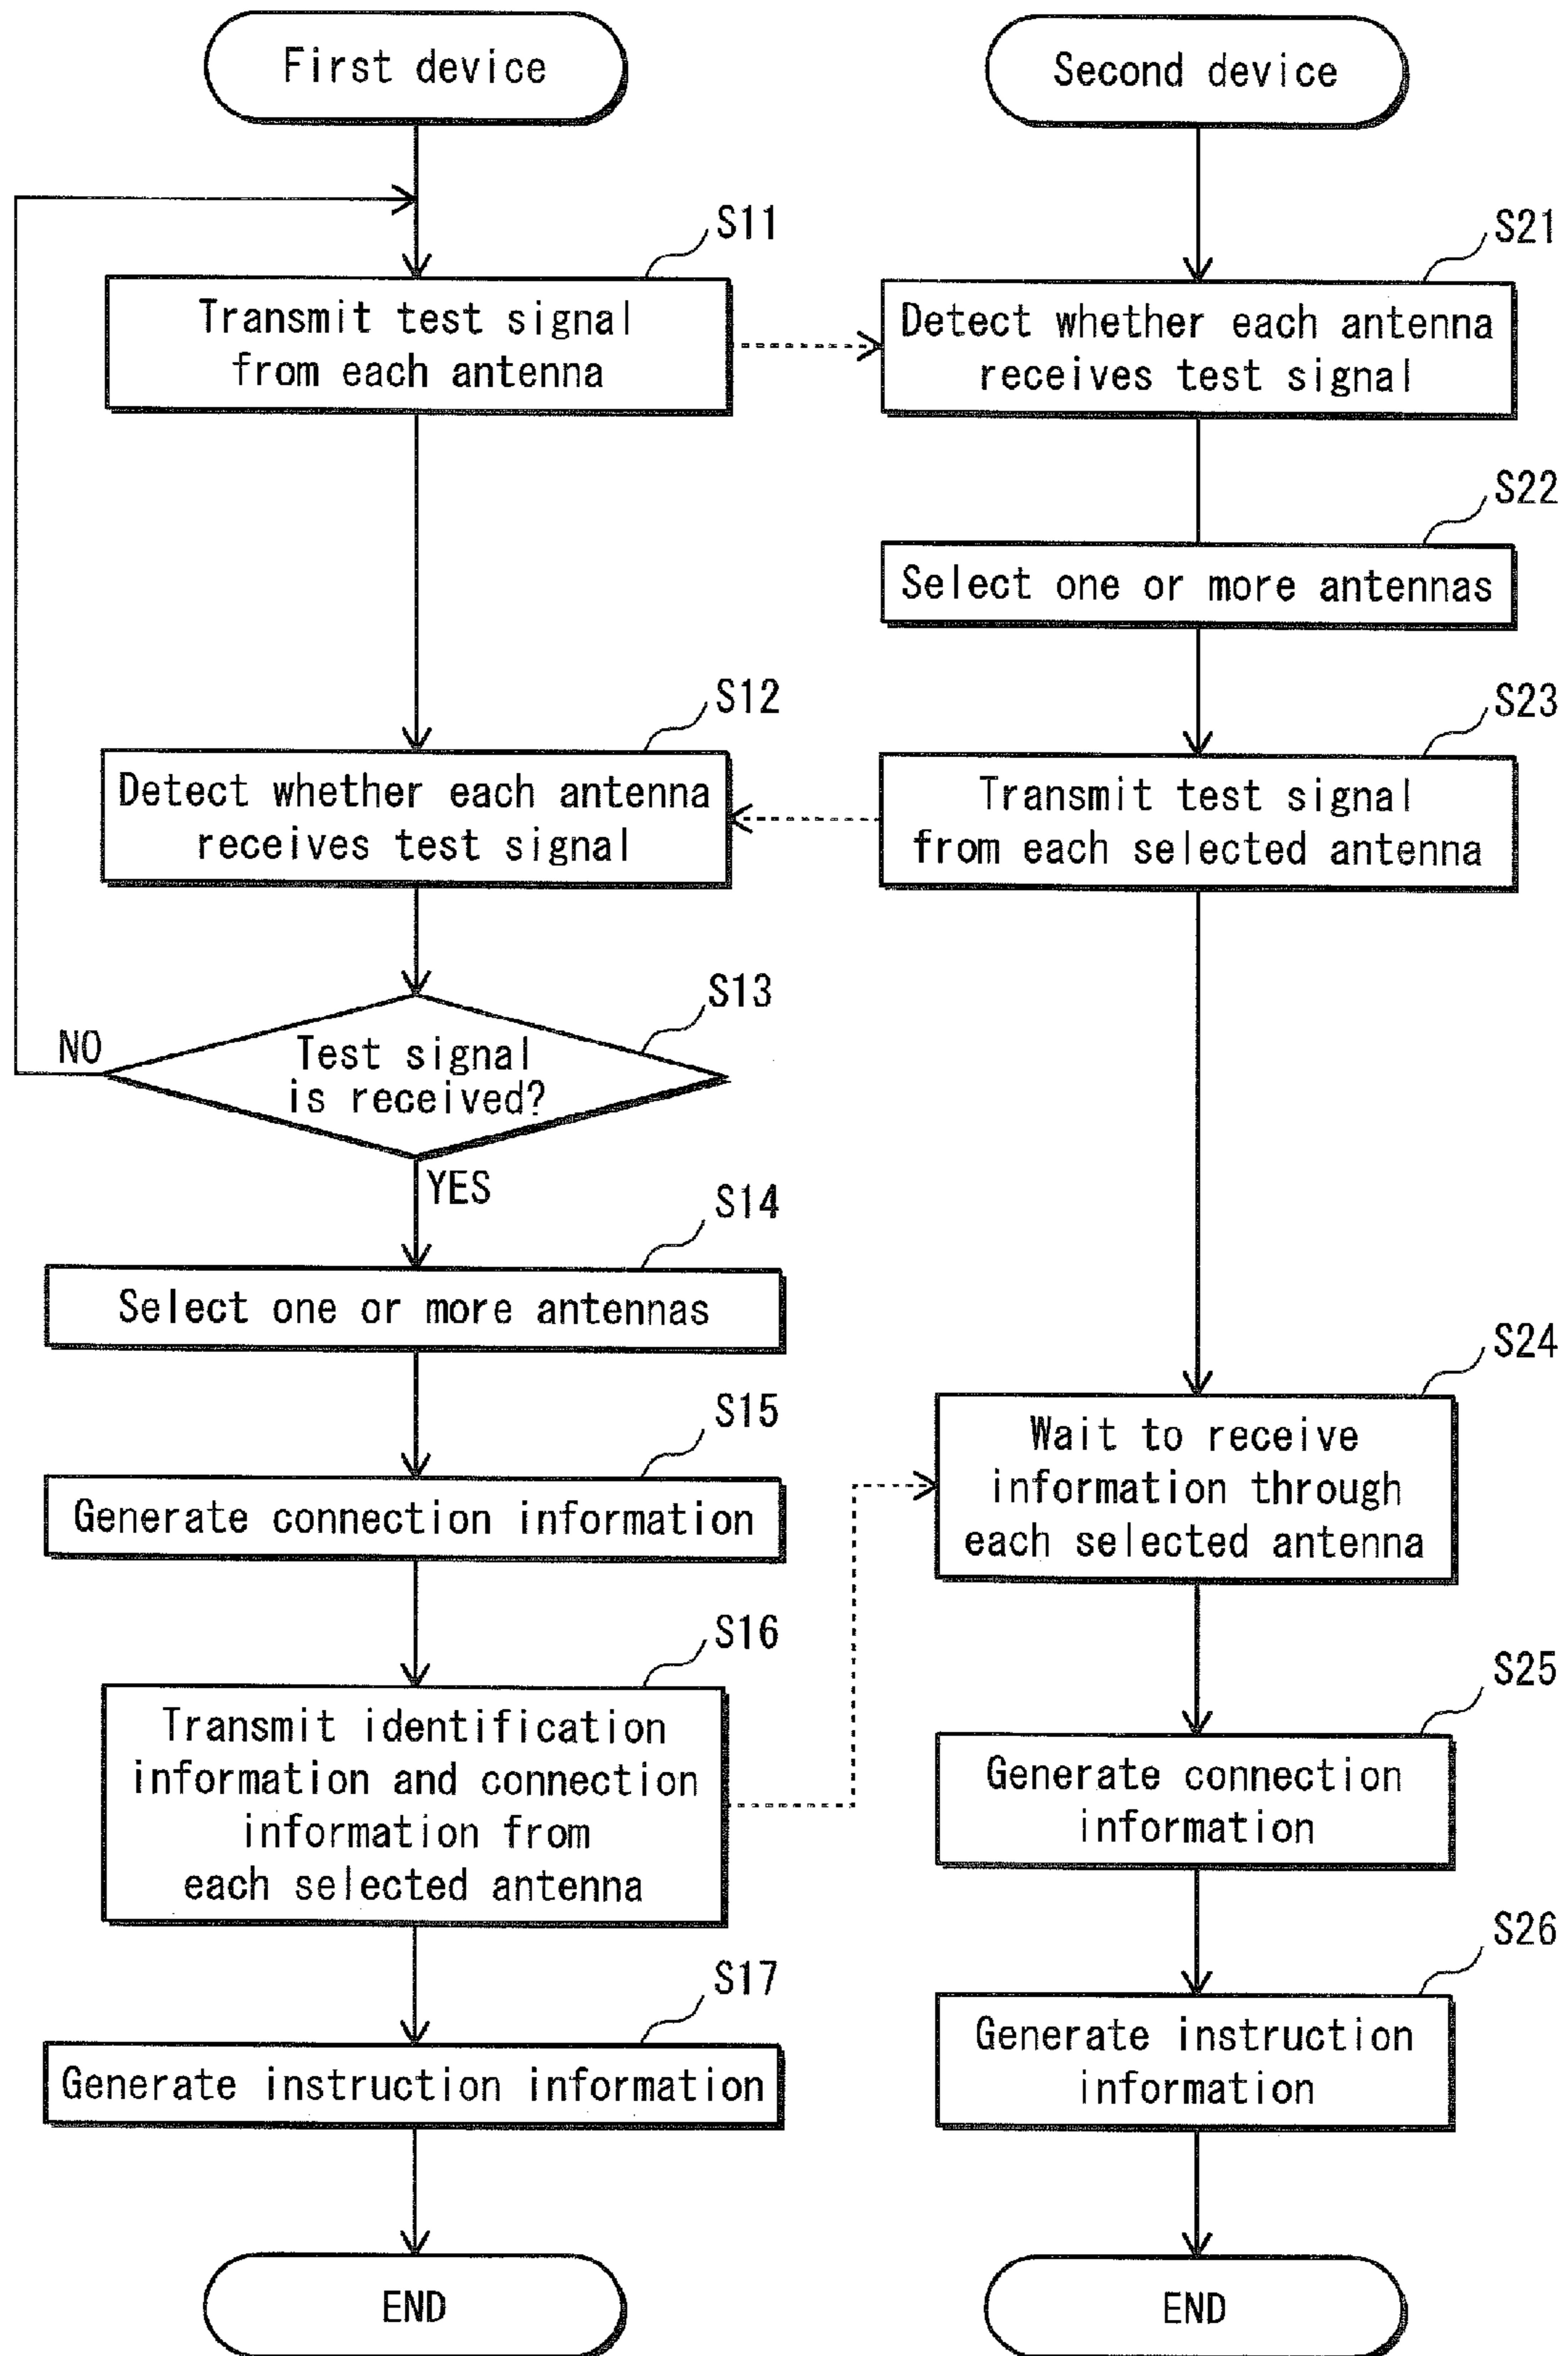 First device
S11
Transmit test signal
from each antenna
S12
Detect whether each antenna
receives test signal
S13
Test signal
is received?
NO
YES
S14
Select one or more antennas
S15
Generate connection information
S16
Transmit identification
information and connection
information from
each selected antenna
S17
Generate instruction information
END
Second device
S21
Detect whether each antenna
receives test signal
S22
Select one or more antennas
S23
Transmit test signal
from each selected antenna
S24
Wait to receive
information through
each selected antenna
S25
Generate connection
information
S26
Generate instruction
information
END